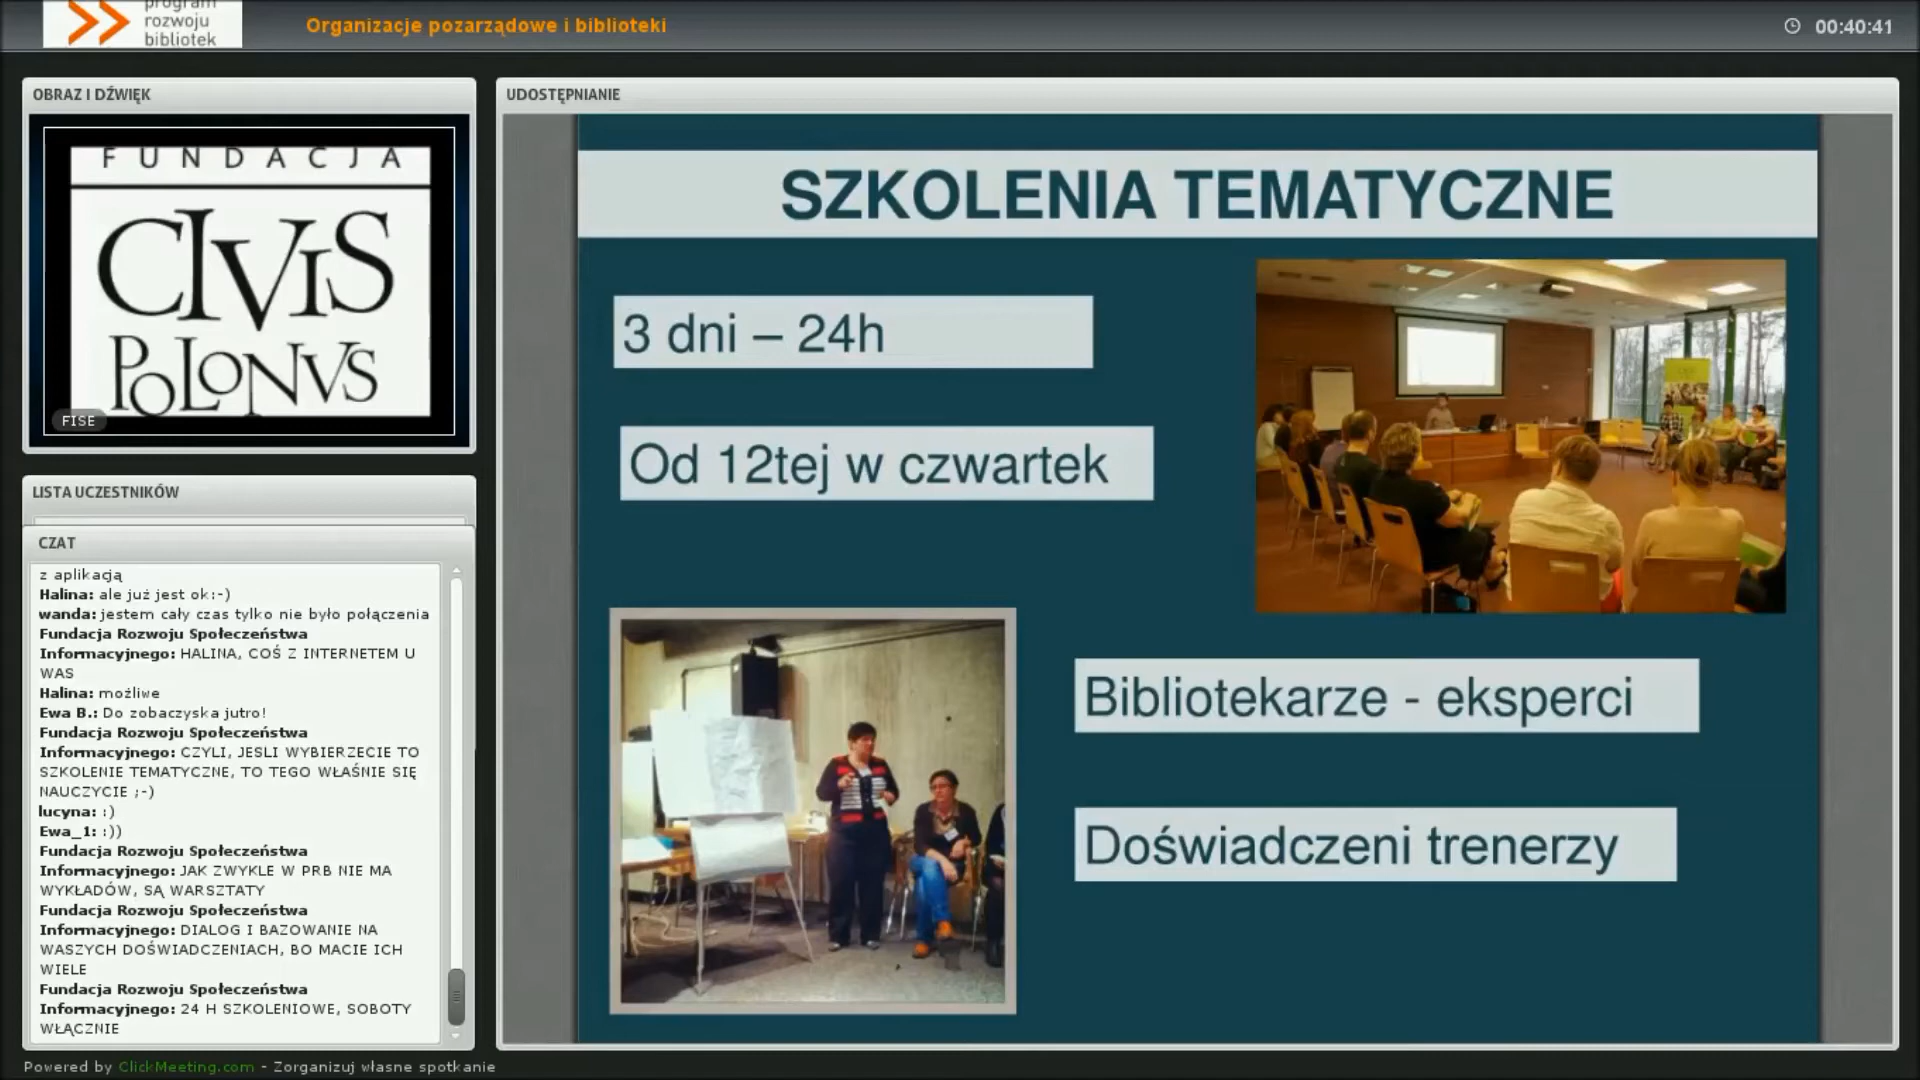 program
rozwoju
bibliotek
Organizacje pozarządowe i biblioteki
00:40:41
OBRAZ I DŹWIĘK
FUNDACJA
CIVIS
POLONVS
FISE
LISTA UCZESTNIKÓW
CZAT
z aplikacją
Halina: ale już jest ok:-)
wanda: jestem cały czas tylko nie było połączenia
Fundacja Rozwoju Społeczeństwa
Informacyjnego: HALINA, COŚ Z INTERNETEM U
WAS
Halina: możliwe
Ewa B.: Do zobaczyska jutro!
Fundacja Rozwoju Społeczeństwa
Informacyjnego: CZYLI, JESLI WYBIERZECIE TO
SZKOLENIE TEMATYCZNE, TO TEGO WŁAŚNIE SIĘ
NAUCZYCIE ;-)
lucyna: :)
Ewa_1: :))
Fundacja Rozwoju Społeczeństwa
Informacyjnego: JAK ZWYKLE W PRB NIE MA
WYKŁADÓW, SĄ WARSZTATY
Fundacja Rozwoju Społeczeństwa
Informacyjnego: DIALOG I BAZOWANIE NA
WASZYCH DOŚWIADCZENIACH, BO MACIE ICH
WIELE
Fundacja Rozwoju Społeczeństwa
Informacyjnego: 24 H SZKOLENIOWE, SOBOTY
WŁĄCZNIE
UDOSTĘPNIANIE
SZKOLENIA TEMATYCZNE
3 dni – 24h
Od 12tej w czwartek
Bibliotekarze - eksperci
Doświadczeni trenerzy
Powered by ClickMeeting.com - Zorganizuj własne spotkanie